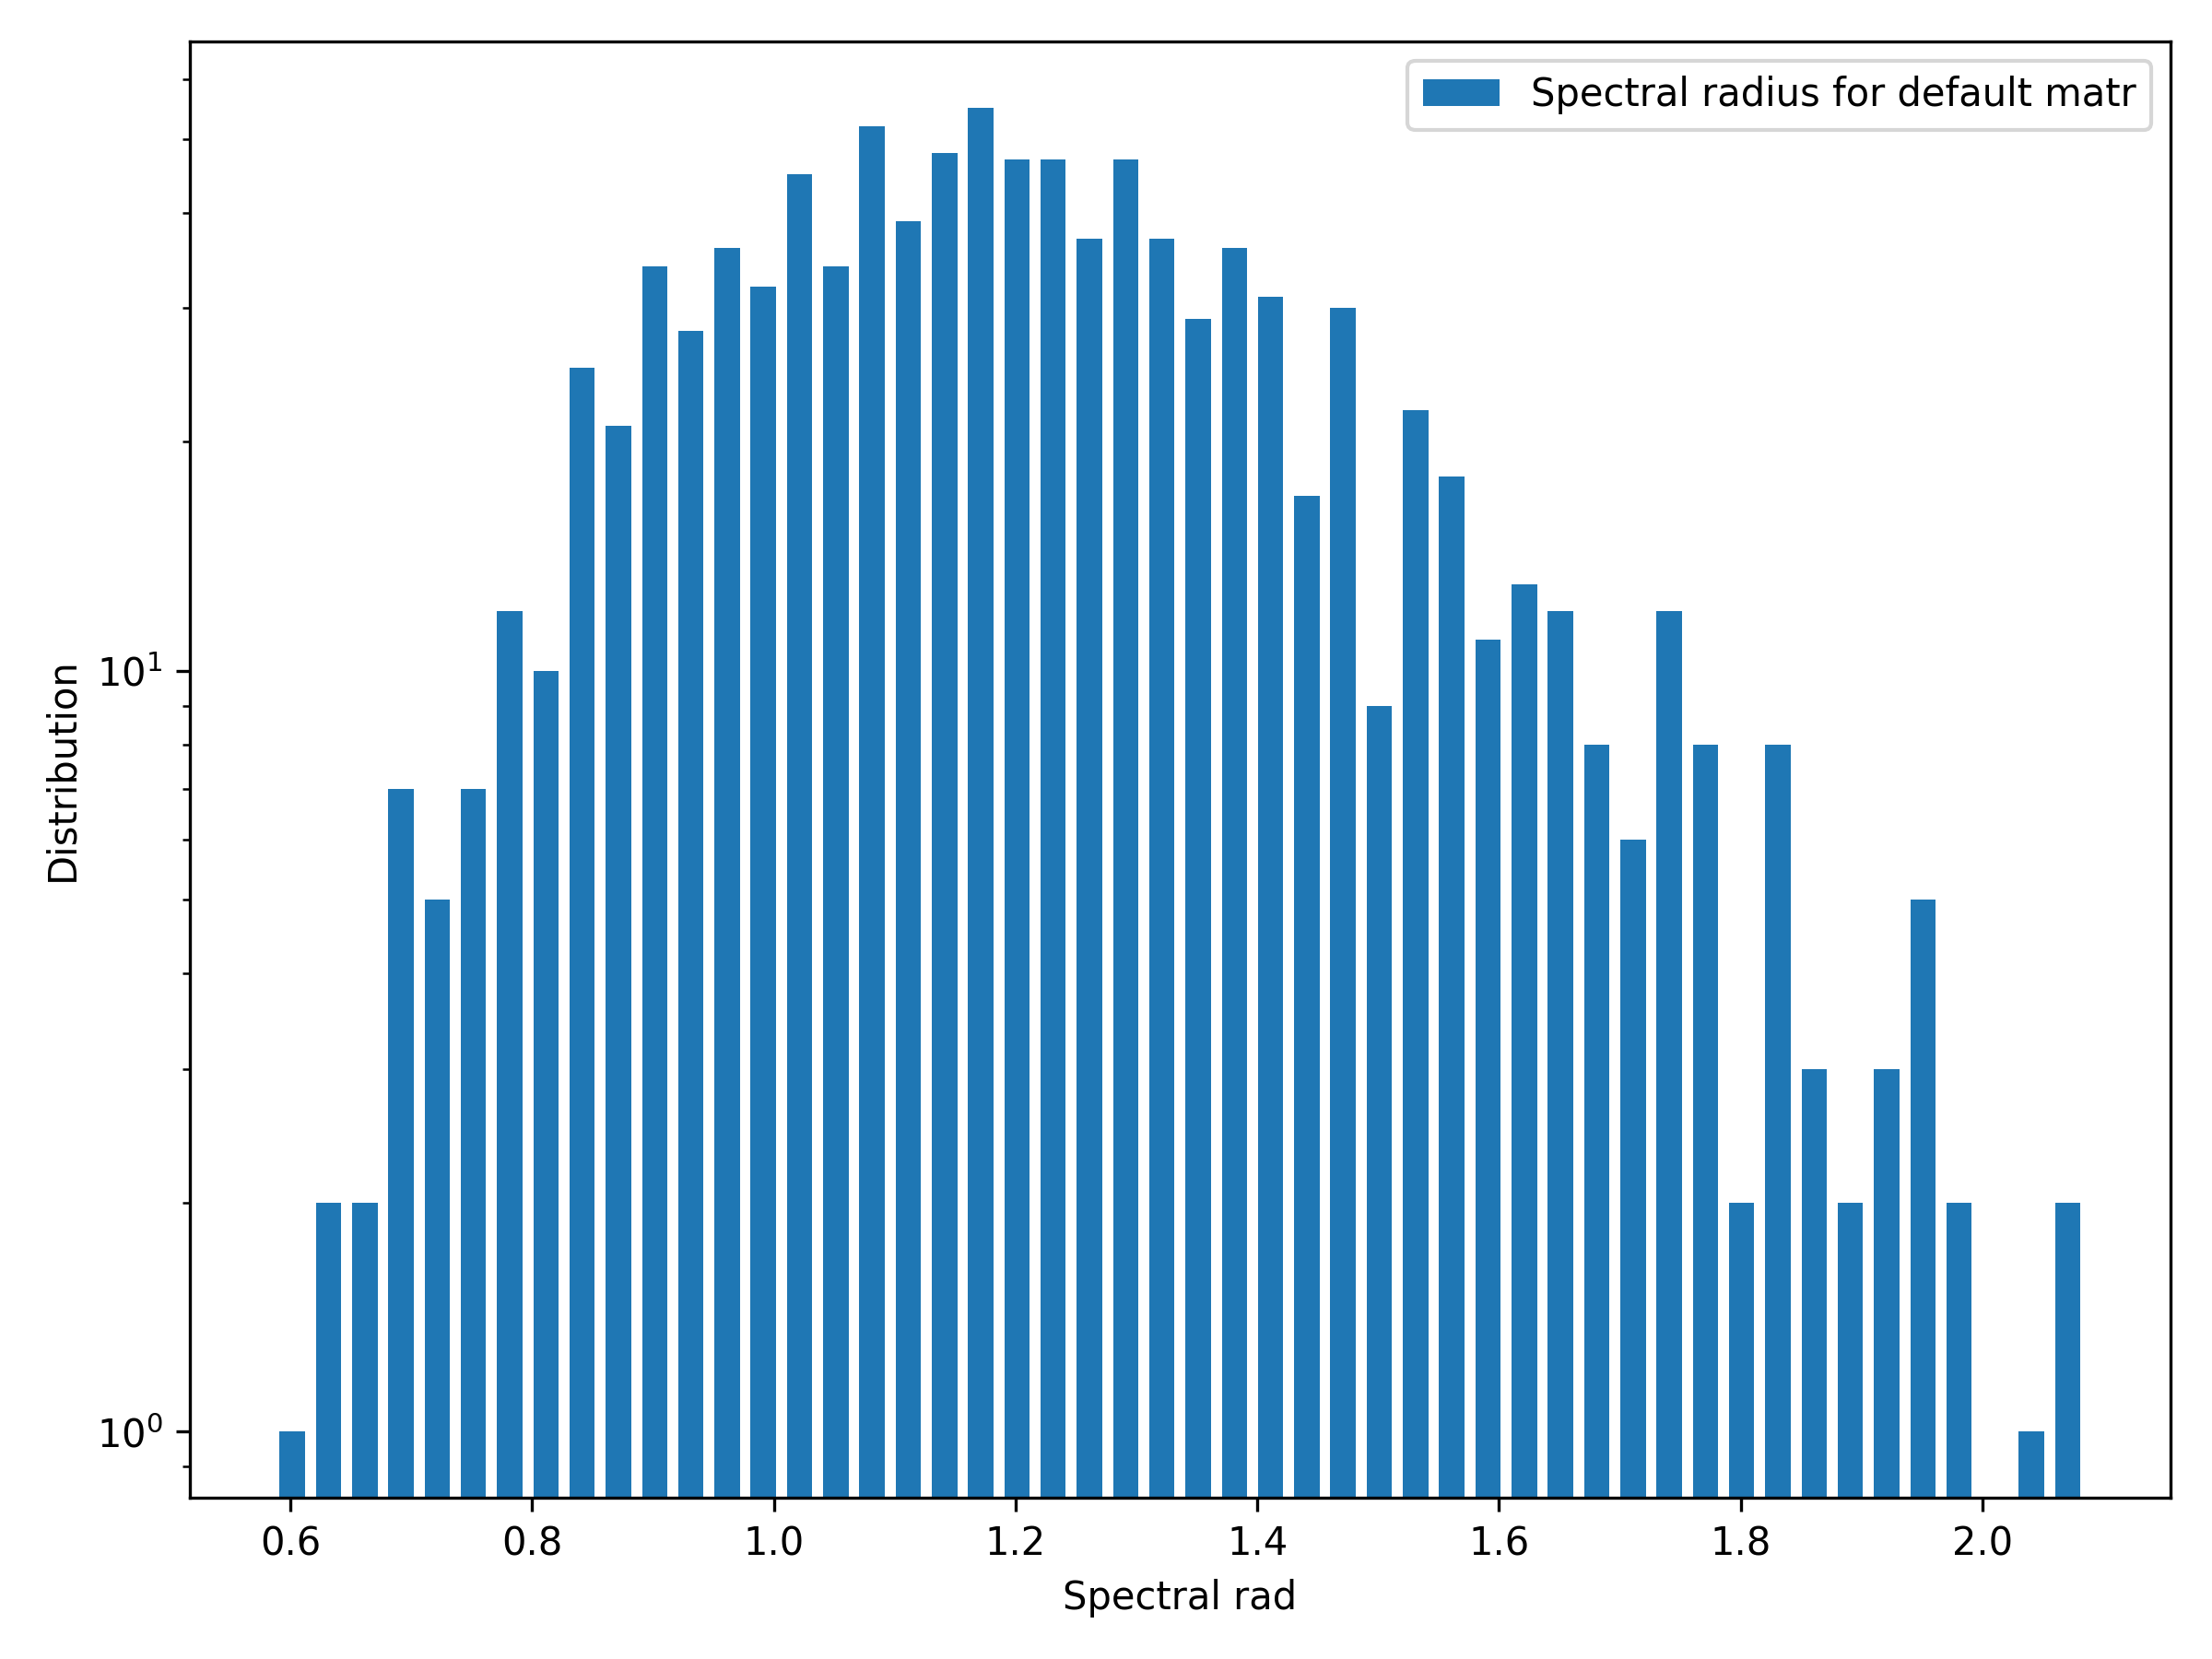 Spectral radius for default matr
Distribution
10¹
10⁰
0.6 0.8 1.0 1.2 1.4 1.6 1.8 2.0
Spectral rad